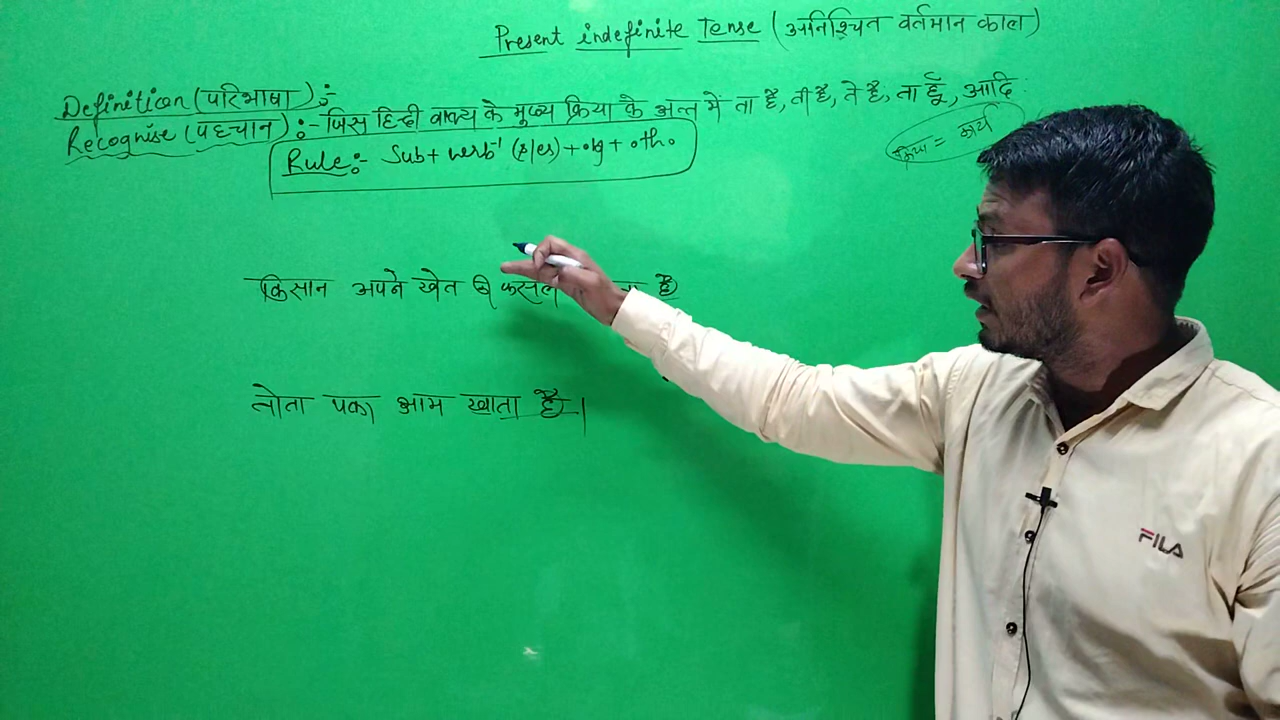 Present indefinite Tense (अनिश्चित वर्तमान काल)
Definition (परिभाषा) :-
Recognise (पहचान) :- जिस हिन्दी वाक्य के मुख्य क्रिया के अन्त में ता है, ती है, ते है, ता हूँ, आदि
क्रिया = कार्य
Rule:- Sub + verb¹ (s/es) + obj + oth.
किसान अपने खेत फसल है
तोता पका आम खाता है।
FILA